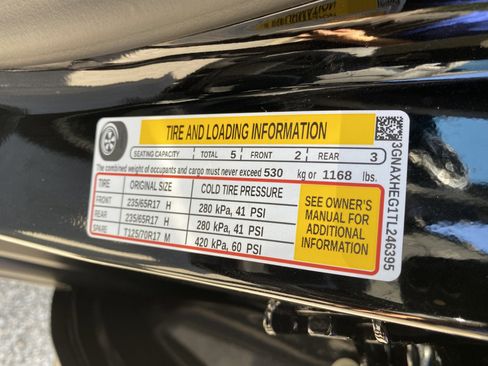 TIRE AND LOADING INFORMATION
SEATING CAPACITY TOTAL 5 FRONT 2 REAR 3
The combined weight of occupants and cargo must never exceed 530 kg or 1168 lbs.
TIRE ORIGINAL SIZE COLD TIRE PRESSURE
FRONT 235/65R17 H 280 kPa, 41 PSI
REAR 235/65R17 H 280 kPa, 41 PSI
SPARE T125/70R17 M 420 kPa, 60 PSI
SEE OWNER'S
MANUAL FOR
ADDITIONAL
INFORMATION
3GNAXHEG1TL246395